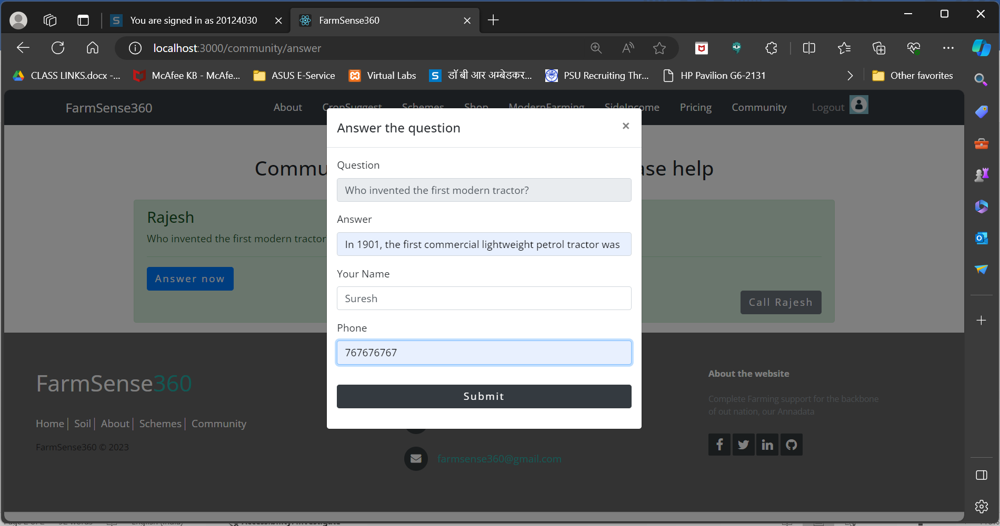 You are signed in as 20124030
FarmSense360
localhost:3000/community/answer
CLASS LINKS.docx -...
McAfee KB - McAfe...
ASUS E-Service
Virtual Labs
डॉ बी आर अम्बेडकर...
PSU Recruiting Thr...
HP Pavilion G6-2131
Other favorites
FarmSense360
About CropSuggest Schemes Shop ModernFarming SideIncome Pricing Community Logout
Answer the question
Question
Commu
ase help
Who invented the first modern tractor?
Rajesh
Answer
Who invented the first modern tractor
In 1901, the first commercial lightweight petrol tractor was
Answer now
Your Name
Suresh
Call Rajesh
Phone
767676767
Submit
FarmSense360
Home| Soil| About| Schemes| Community
FarmSense360 © 2023
farmsense360@gmail.com
About the website
Complete Farming support for the backbone
of out nation, our Annadata